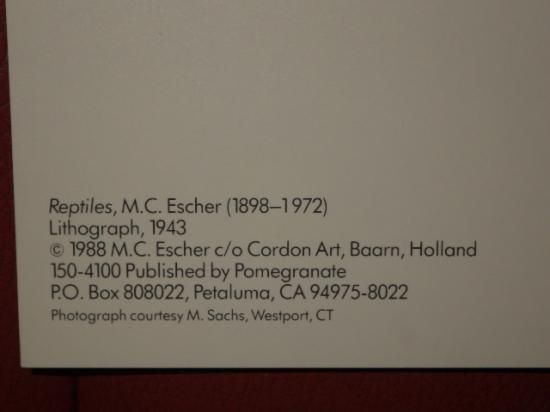 Reptiles, M.C. Escher (1898–1972)
Lithograph, 1943
© 1988 M.C. Escher c/o Cordon Art, Baarn, Holland
150-4100 Published by Pomegranate
P.O. Box 808022, Petaluma, CA 94975-8022
Photograph courtesy M. Sachs, Westport, CT